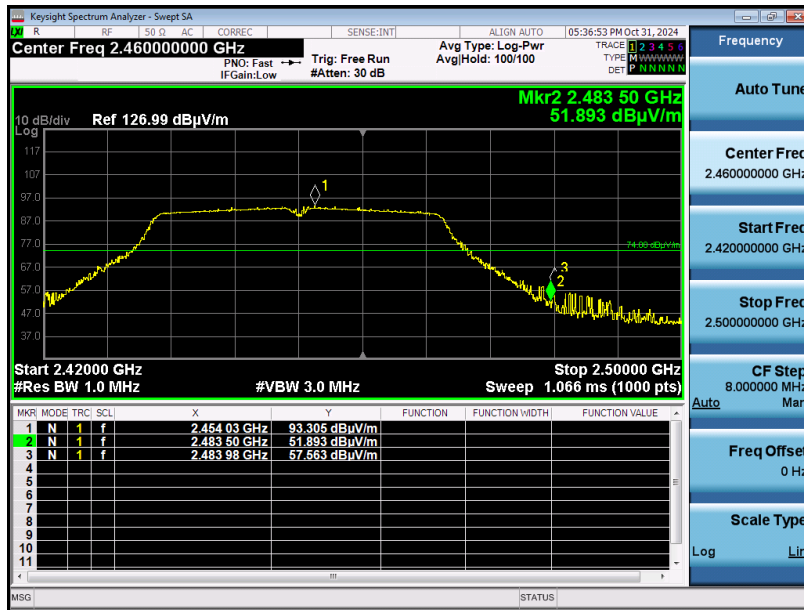 Keysight Spectrum Analyzer - Swept SA
LXI R RF 50 Ω AC CORREC SENSE:INT ALIGN AUTO 05:36:53 PM Oct 31, 2024
Center Freq 2.460000000 GHz
PNO: Fast
IFGain:Low
Trig: Free Run
#Atten: 30 dB
Avg Type: Log-Pwr
Avg|Hold: 100/100
TRACE 1 2 3 4 5 6
TYPE M WWWWW
DET P N N N N N
Mkr2 2.483 50 GHz
51.893 dBµV/m
10 dB/div Ref 126.99 dBµV/m
Log
117
107
97.0
87.0
77.0
67.0
57.0
47.0
37.0
1
74.00 dBµV/m
3
2
Start 2.42000 GHz Stop 2.50000 GHz
#Res BW 1.0 MHz #VBW 3.0 MHz Sweep 1.066 ms (1000 pts)
MKR MODE TRC SCL X Y FUNCTION FUNCTION WIDTH FUNCTION VALUE
1 N 1 f 2.454 03 GHz 93.305 dBµV/m
2 N 1 f 2.483 50 GHz 51.893 dBµV/m
3 N 1 f 2.483 98 GHz 57.563 dBµV/m
4
5
6
7
8
9
10
11
MSG STATUS
Frequency
Auto Tune
Center Freq
2.460000000 GHz
Start Freq
2.420000000 GHz
Stop Freq
2.500000000 GHz
CF Step
8.000000 MHz
Auto Man
Freq Offset
0 Hz
Scale Type
Log Lin